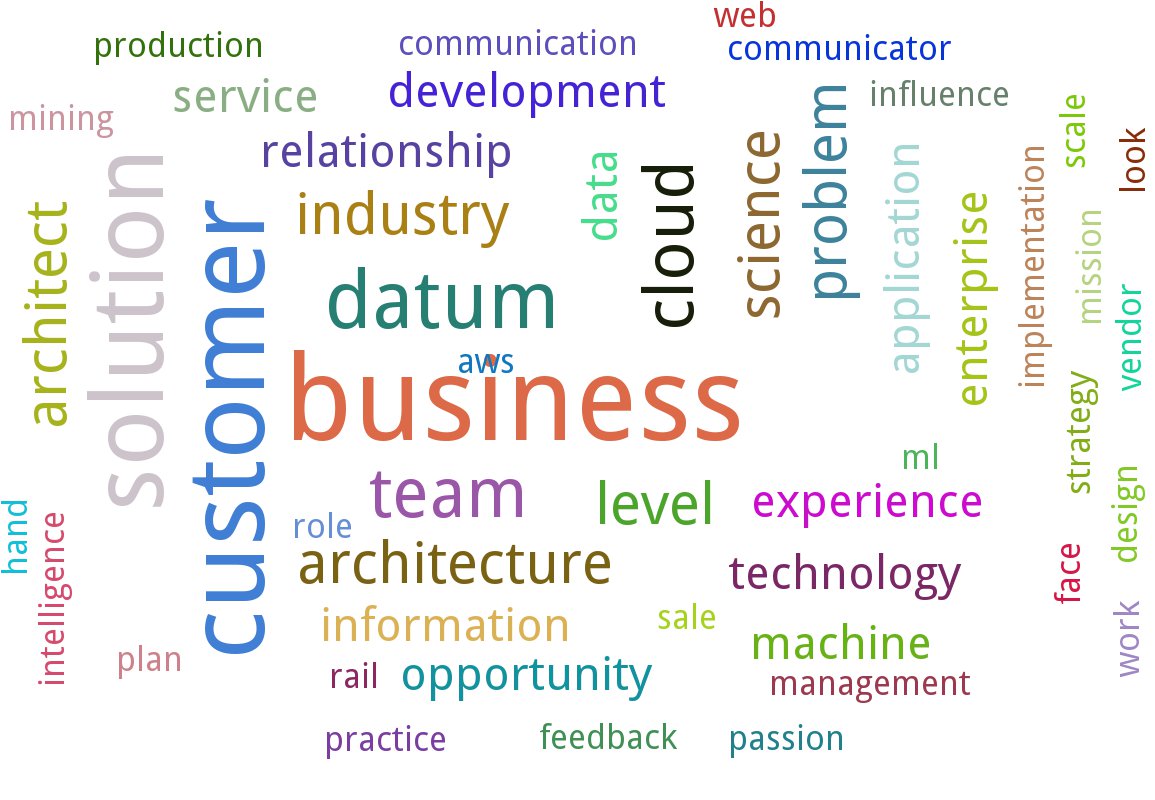 web
production
communication
communicator
service
development
influence
mining
relationship
industry
data
cloud
science
problem
application
enterprise
implementation
scale
look
mission
vendor
strategy
architect
solution
customer
datum
aws
business
team
level
experience
ml
design
hand
intelligence
role
architecture
technology
face
work
information
sale
machine
plan
rail
opportunity
management
practice
feedback
passion